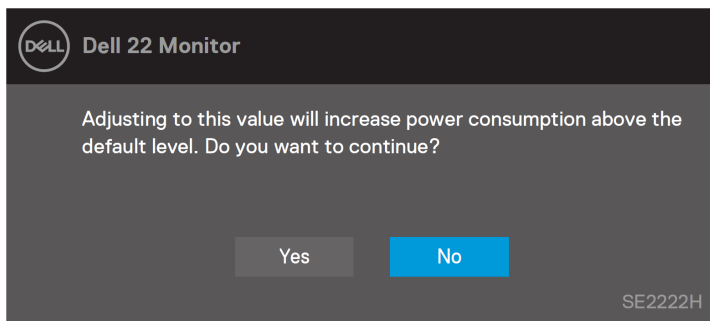 DELL Dell 22 Monitor
Adjusting to this value will increase power consumption above the
default level. Do you want to continue?
Yes No
SE2222H